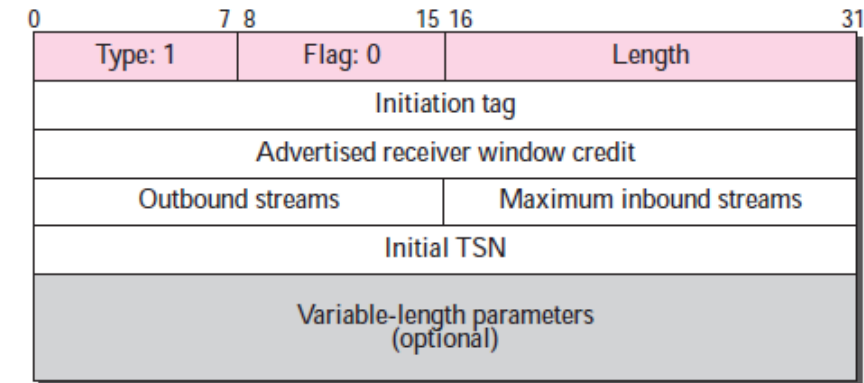 0 7 8 15 16 31
Type: 1 Flag: 0 Length
Initiation tag
Advertised receiver window credit
Outbound streams Maximum inbound streams
Initial TSN
Variable-length parameters
(optional)